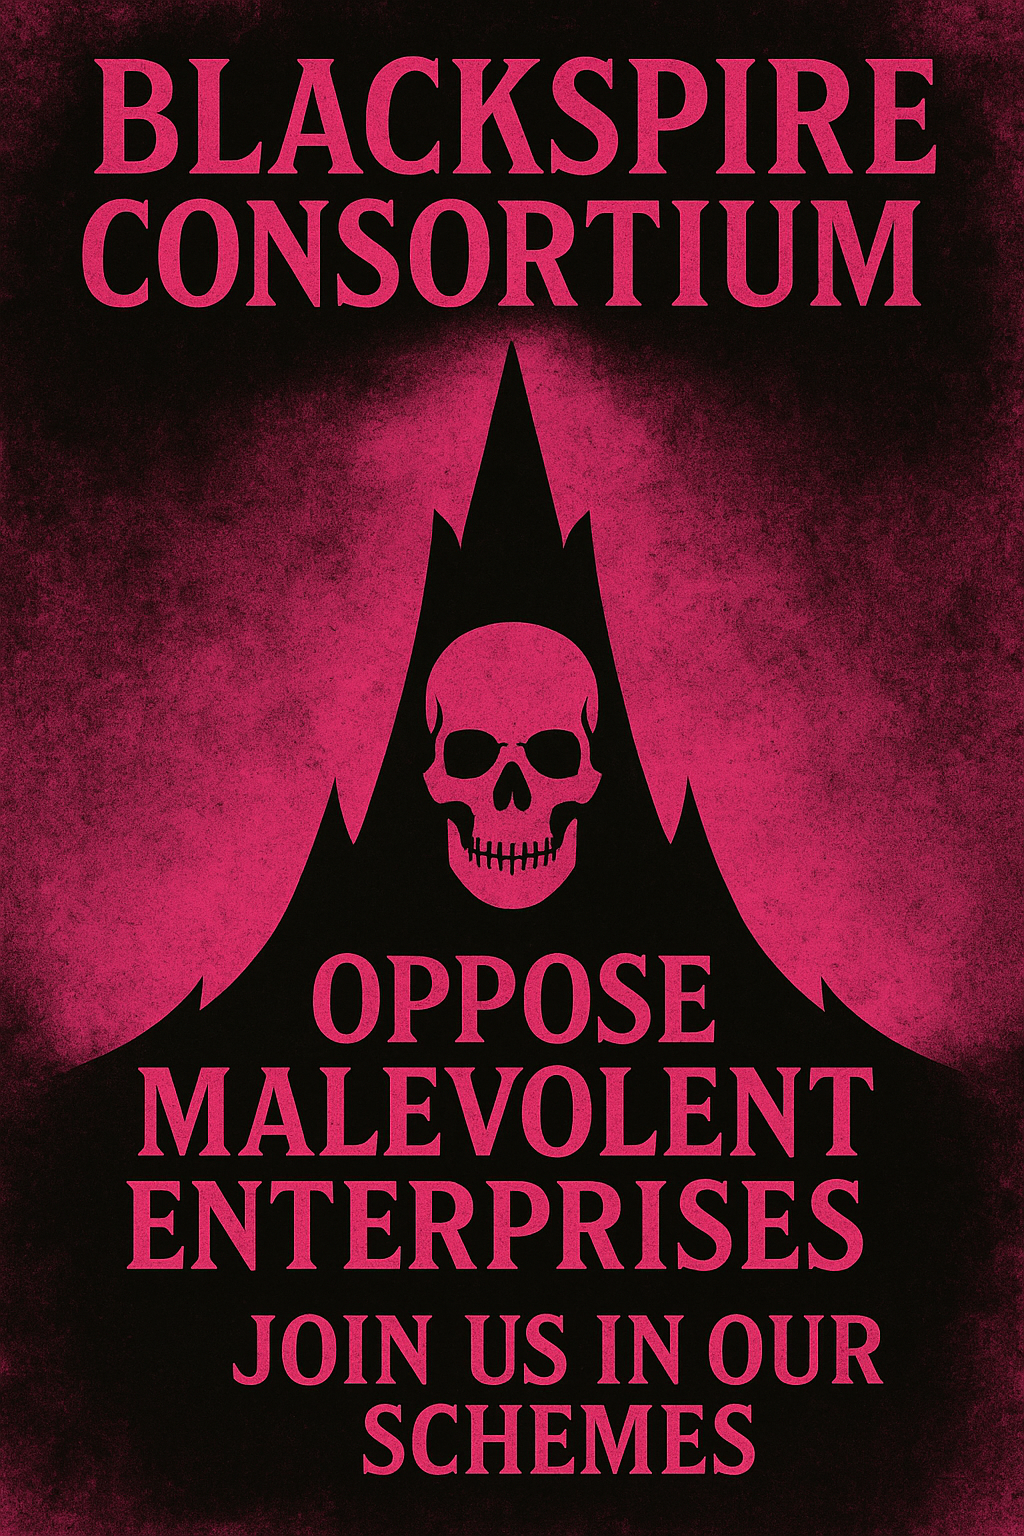 BLACKSPIRE
CONSORTIUM
OPPOSE
MALEVOLENT
ENTERPRISES
JOIN US IN OUR
SCHEMES